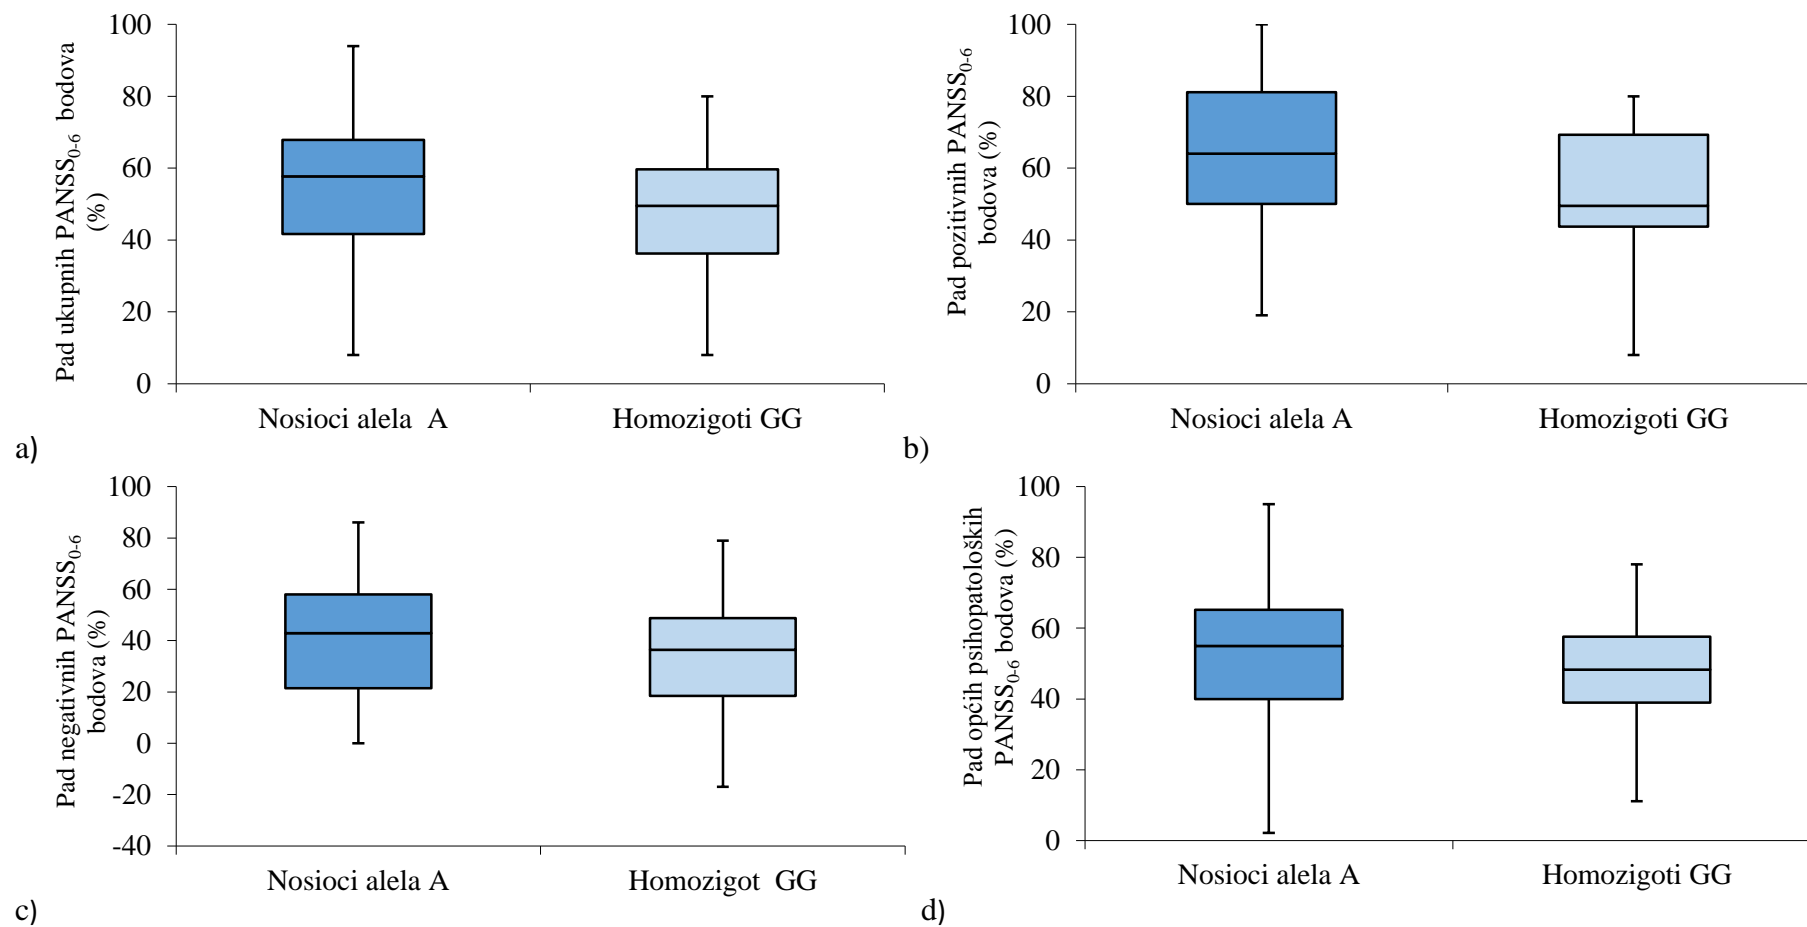 Pad ukupnih PANSS0-6 bodova
(%)
100
80
60
40
20
0
Nosioci alela A
Homozigoti GG
a)
Pad pozitivnih PANSS0-6
bodova (%)
100
80
60
40
20
0
Nosioci alela A
Homozigoti GG
b)
Pad negativnih PANSS0-6
bodova (%)
100
80
60
40
20
0
-20
-40
Nosioci alela A
Homozigot GG
c)
Pad općih psihopatoloških
PANSS0-6 bodova (%)
100
80
60
40
20
0
Nosioci alela A
Homozigoti GG
d)